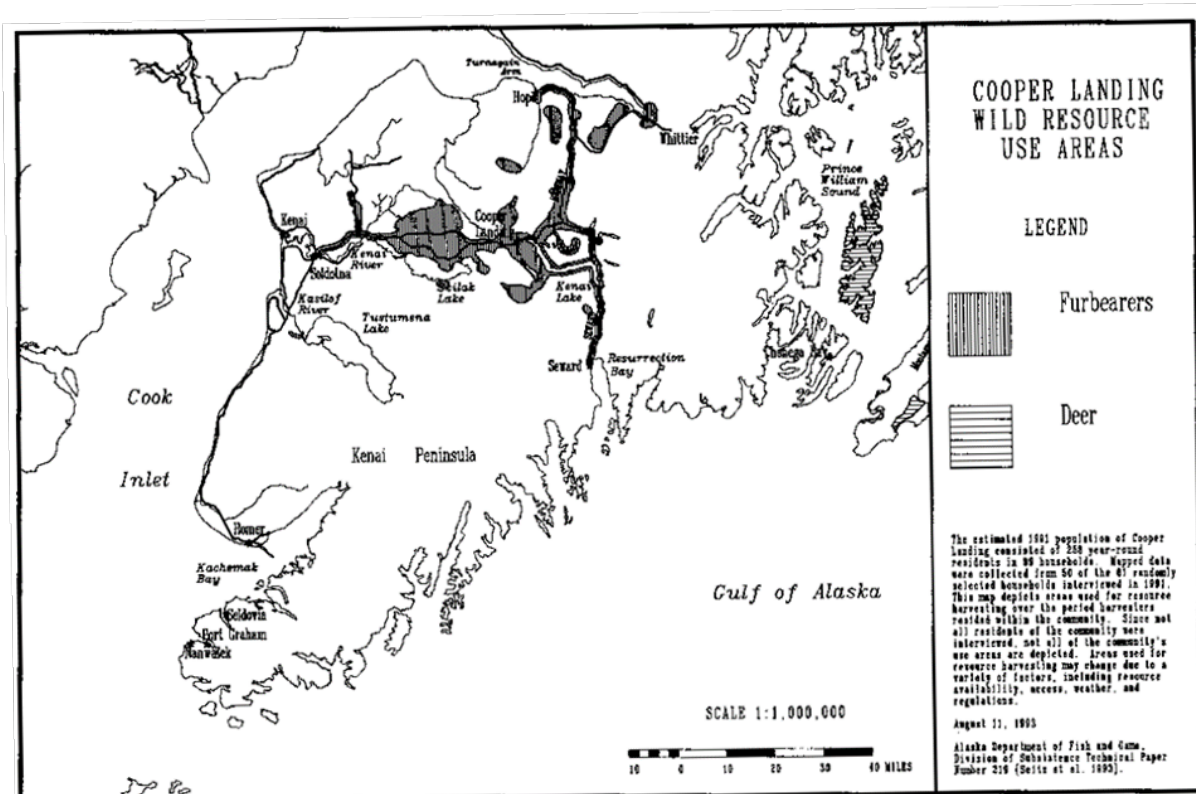 COOPER LANDING
WILD RESOURCE
USE AREAS
LEGEND
Furbearers
Deer
Turnagain
Arm
Hope
Whittier
Prince
William
Sound
Kenai
Cooper
Landing
Kenai
River
Soldotna
Skilak
Lake
Kenai
Lake
Kasilof
River
Tustumena
Lake
Seward
Resurrection
Bay
Chenega Bay
Cook
Inlet
Kenai Peninsula
Homer
Kachemak
Bay
Seldovia
Port Graham
Nanwalek
Gulf of Alaska
SCALE 1:1,000,000
10 0 10 20 30 40 MILES
The estimated 1991 population of Cooper
Landing consisted of 258 year-round
residents in households. Mapped data
were collected from 50 of the 61 randomly
selected households interviewed in 1991.
This map depicts areas used for resource
harvesting over the period harvesters
resided within the community. Since not
all residents of the community were
interviewed, not all of the community's
use areas are depicted. Areas used for
resource harvesting may change due to a
variety of factors, including resource
availability, access, weather, and
regulations.
August 11, 1993
Alaska Department of Fish and Game,
Division of Subsistence Technical Paper
Number 216 (Seitz et al. 1993).